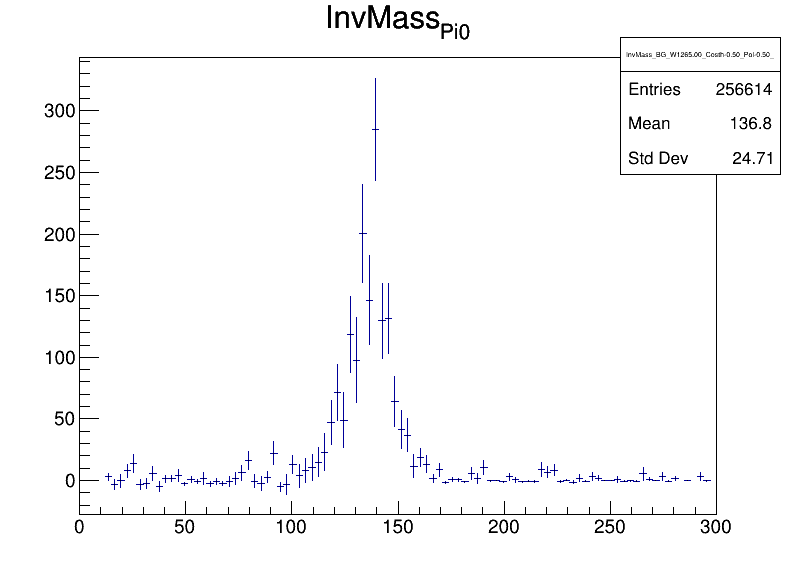 InvMass_Pi0
InvMass_BG_W1265.00_Costh-0.50_Pol-0.50_
Entries 256614
Mean 136.8
Std Dev 24.71
300
250
200
150
100
50
0
0 50 100 150 200 250 300